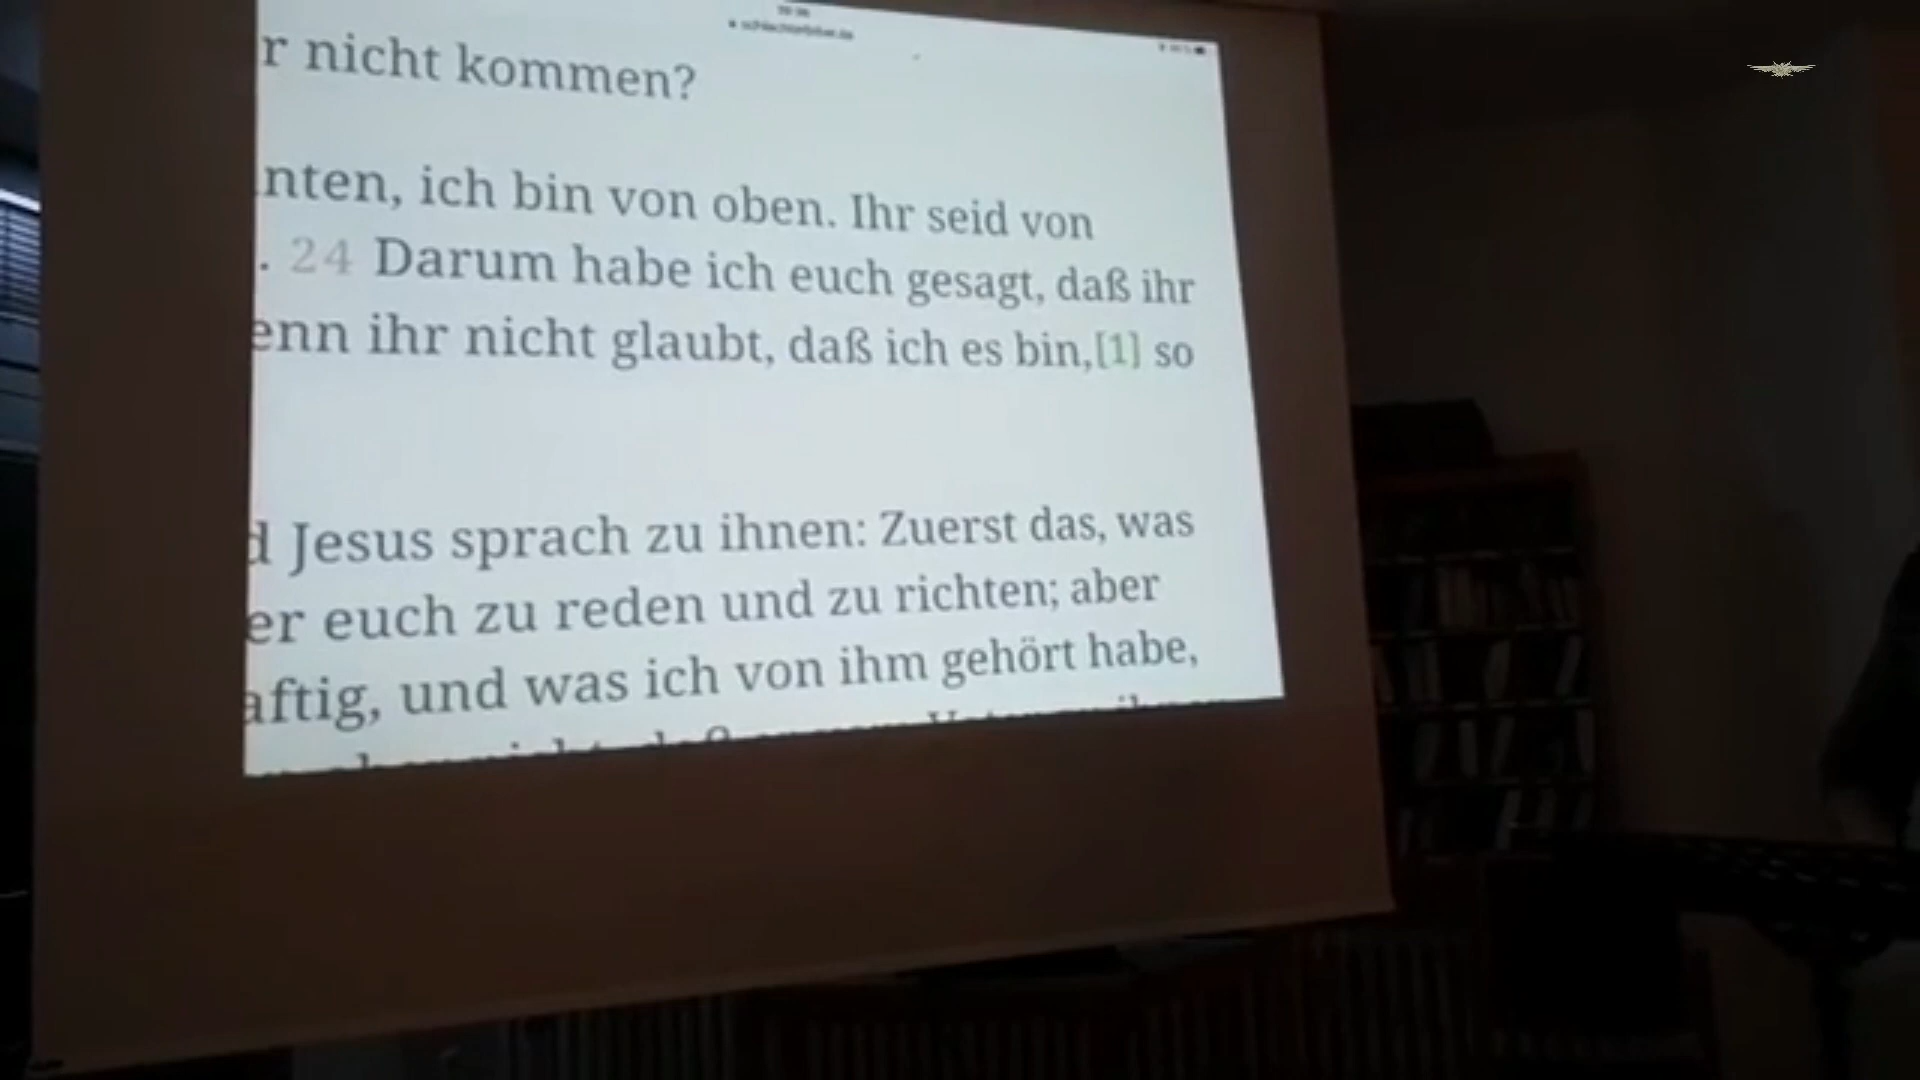 r nicht kommen?
nten, ich bin von oben. Ihr seid von
. 24 Darum habe ich euch gesagt, daß ihr
enn ihr nicht glaubt, daß ich es bin,[1] so
d Jesus sprach zu ihnen: Zuerst das, was
er euch zu reden und zu richten; aber
aftig, und was ich von ihm gehört habe,